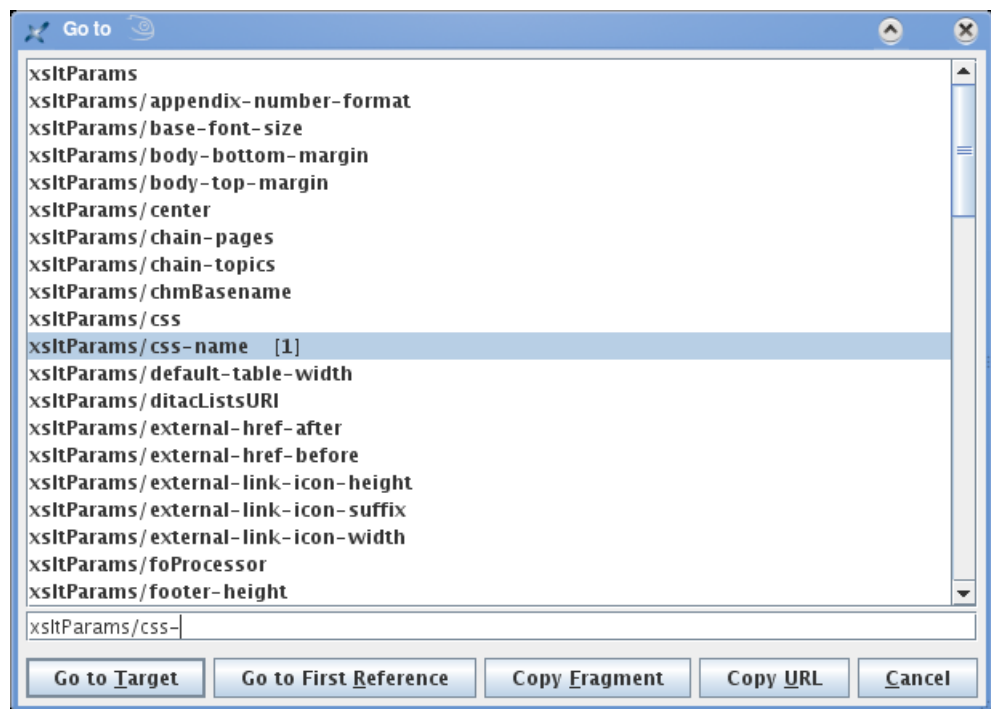 Go to
xsltParams
xsltParams/appendix-number-format
xsltParams/base-font-size
xsltParams/body-bottom-margin
xsltParams/body-top-margin
xsltParams/center
xsltParams/chain-pages
xsltParams/chain-topics
xsltParams/chmBasename
xsltParams/css
xsltParams/css-name [1]
xsltParams/default-table-width
xsltParams/ditacListsURI
xsltParams/external-href-after
xsltParams/external-href-before
xsltParams/external-link-icon-height
xsltParams/external-link-icon-suffix
xsltParams/external-link-icon-width
xsltParams/foProcessor
xsltParams/footer-height
xsltParams/css-
Go to Target Go to First Reference Copy Fragment Copy URL Cancel